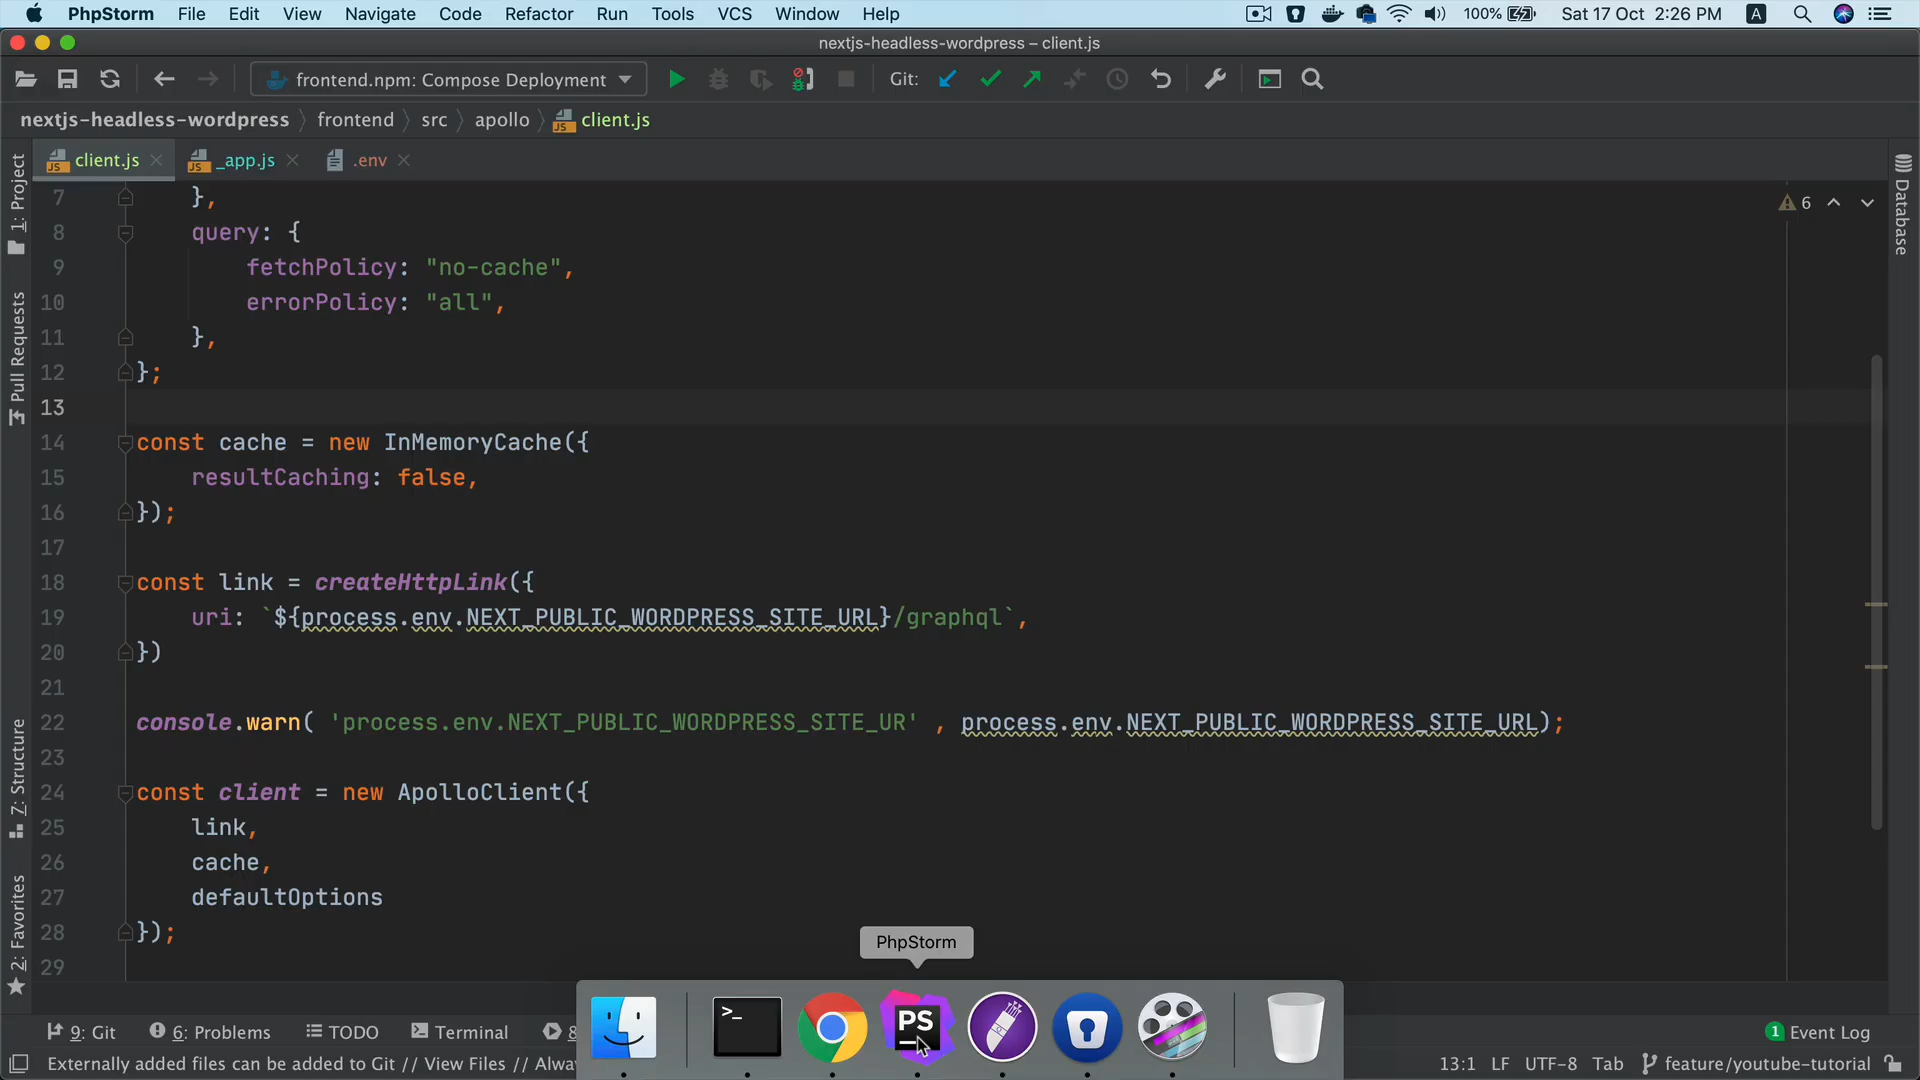 PhpStorm File Edit View Navigate Code Refactor Run Tools VCS Window Help 100% Sat 17 Oct 2:26 PM A
nextjs-headless-wordpress – client.js
frontend.npm: Compose Deployment Git:
nextjs-headless-wordpress frontend src apollo client.js
client.js _app.js .env
1: Project
Pull Requests
7: Structure
2: Favorites
Database
6
7 },
8 query: {
9 fetchPolicy: "no-cache",
10 errorPolicy: "all",
11 },
12 };
13
14 const cache = new InMemoryCache({
15 resultCaching: false,
16 });
17
18 const link = createHttpLink({
19 uri: `${process.env.NEXT_PUBLIC_WORDPRESS_SITE_URL}/graphql`,
20 })
21
22 console.warn( 'process.env.NEXT_PUBLIC_WORDPRESS_SITE_UR' , process.env.NEXT_PUBLIC_WORDPRESS_SITE_URL);
23
24 const client = new ApolloClient({
25 link,
26 cache,
27 defaultOptions
28 });
29
PhpStorm
>_ PS
9: Git 6: Problems TODO Terminal 8 1 Event Log
Externally added files can be added to Git // View Files // Alwa 13:1 LF UTF-8 Tab feature/youtube-tutorial